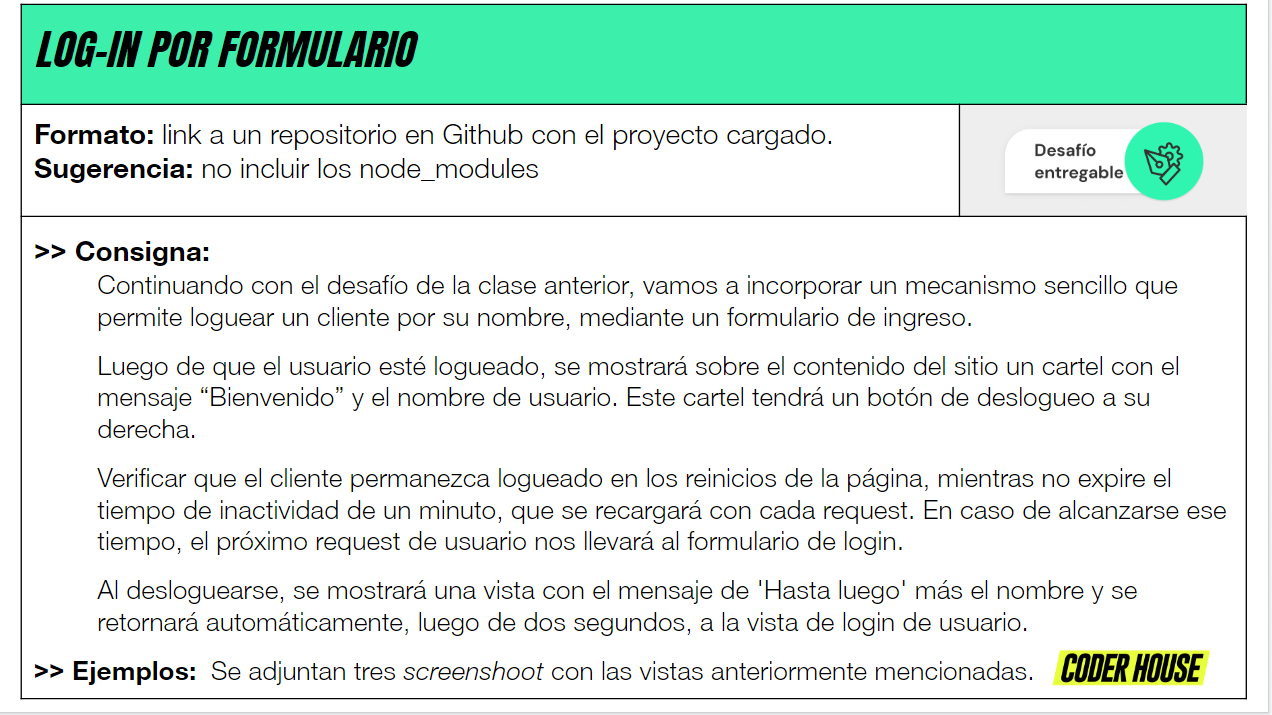 LOG-IN POR FORMULARIO
Formato: link a un repositorio en Github con el proyecto cargado.
Sugerencia: no incluir los node_modules
Desafío
entregable
>> Consigna:
Continuando con el desafío de la clase anterior, vamos a incorporar un mecanismo sencillo que
permite loguear un cliente por su nombre, mediante un formulario de ingreso.
Luego de que el usuario esté logueado, se mostrará sobre el contenido del sitio un cartel con el
mensaje “Bienvenido” y el nombre de usuario. Este cartel tendrá un botón de deslogueo a su
derecha.
Verificar que el cliente permanezca logueado en los reinicios de la página, mientras no expire el
tiempo de inactividad de un minuto, que se recargará con cada request. En caso de alcanzarse ese
tiempo, el próximo request de usuario nos llevará al formulario de login.
Al desloguearse, se mostrará una vista con el mensaje de 'Hasta luego' más el nombre y se
retornará automáticamente, luego de dos segundos, a la vista de login de usuario.
>> Ejemplos: Se adjuntan tres screenshoot con las vistas anteriormente mencionadas.
CODER HOUSE